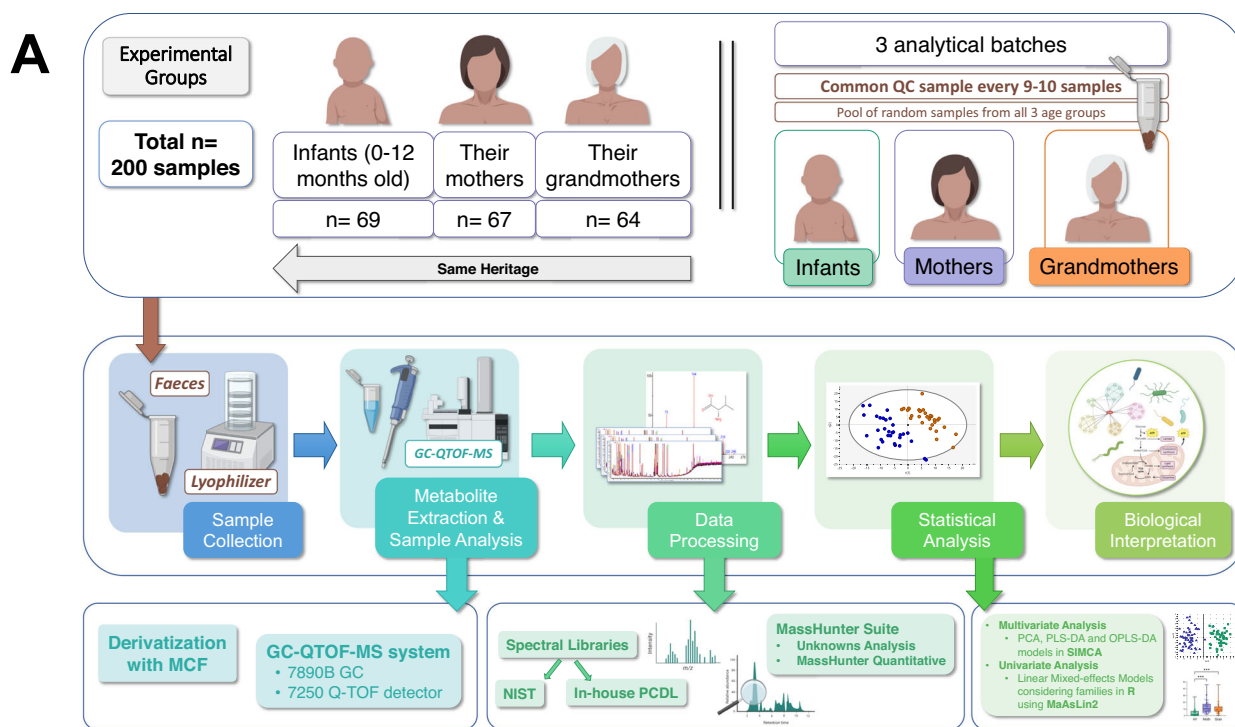 A
Experimental
Groups
Total n=
200 samples
Infants (0-12
months old)
Their
mothers
Their
grandmothers
n= 69
n= 67
n= 64
Same Heritage
3 analytical batches
Common QC sample every 9-10 samples
Pool of random samples from all 3 age groups
Infants
Mothers
Grandmothers
Faeces
Lyophilizer
Sample
Collection
GC-QTOF-MS
Metabolite
Extraction &
Sample Analysis
Data
Processing
Statistical
Analysis
Biological
Interpretation
Derivatization
with MCF
GC-QTOF-MS system
• 7890B GC
• 7250 Q-TOF detector
Spectral Libraries
NIST
In-house PCDL
Intensity
m/z
MassHunter Suite
• Unknowns Analysis
• MassHunter Quantitative
Relative abundance
Retention time
• Multivariate Analysis
• PCA, PLS-DA and OPLS-DA
models in SIMCA
• Univariate Analysis
• Linear Mixed-effects Models
considering families in R
using MaAsLin2